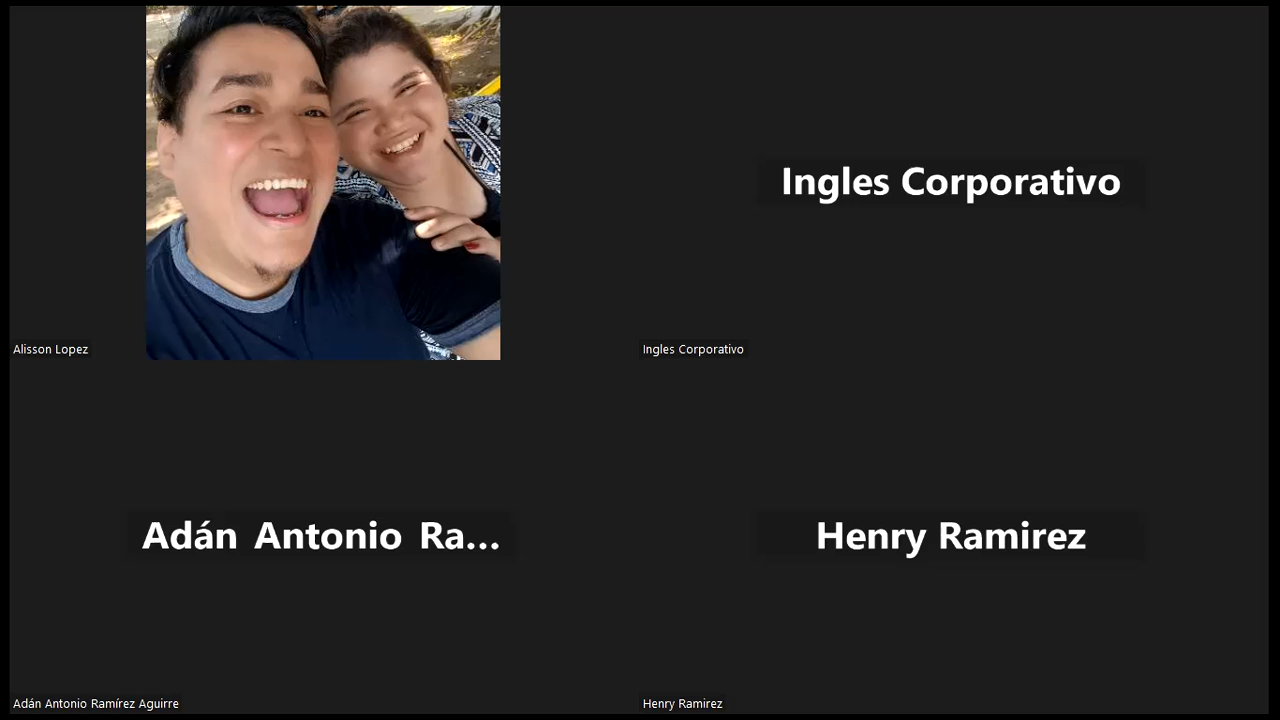 Ingles Corporativo
Alisson Lopez
Ingles Corporativo
Adán Antonio Ra...
Henry Ramirez
Adán Antonio Ramírez Aguirre
Henry Ramirez